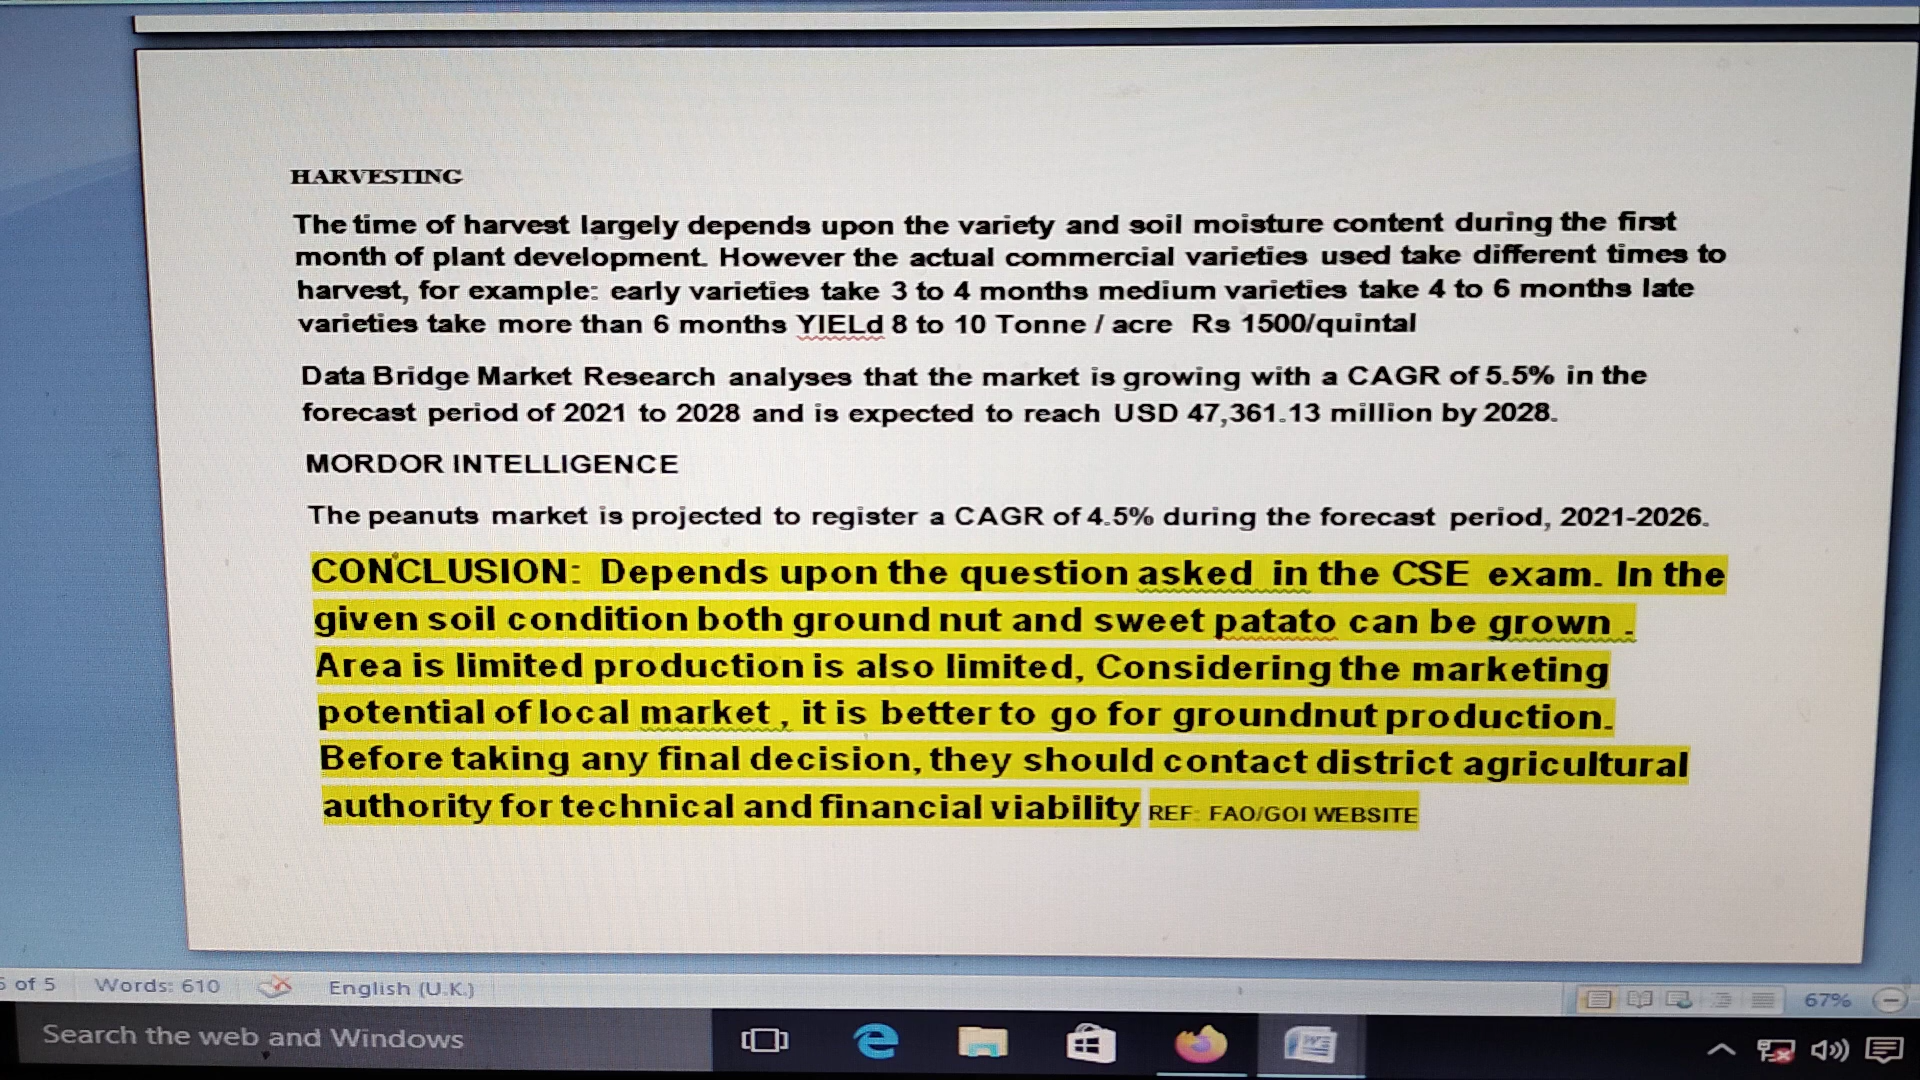 HARVESTING
The time of harvest largely depends upon the variety and soil moisture content during the first
month of plant development. However the actual commercial varieties used take different times to
harvest, for example: early varieties take 3 to 4 months medium varieties take 4 to 6 months late
varieties take more than 6 months YIELd 8 to 10 Tonne / acre Rs 1500/quintal
Data Bridge Market Research analyses that the market is growing with a CAGR of 5.5% in the
forecast period of 2021 to 2028 and is expected to reach USD 47,361.13 million by 2028.
MORDOR INTELLIGENCE
The peanuts market is projected to register a CAGR of 4.5% during the forecast period, 2021-2026.
CONCLUSION: Depends upon the question asked in the CSE exam. In the
given soil condition both ground nut and sweet patato can be grown .
Area is limited production is also limited, Considering the marketing
potential of local market , it is better to go for groundnut production.
Before taking any final decision, they should contact district agricultural
authority for technical and financial viability REF: FAO/GOI WEBSITE
of 5 Words: 610 English (U.K.) 67%
Search the web and Windows